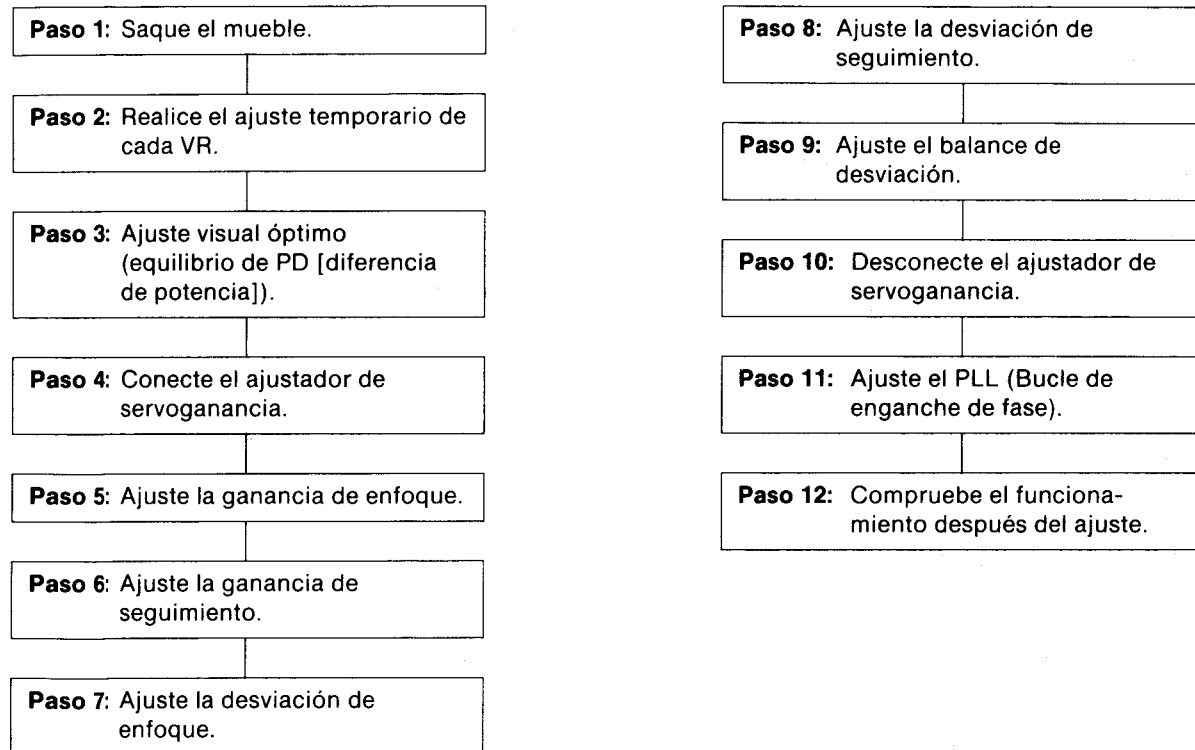 Paso 1: Saque el mueble.
Paso 2: Realice el ajuste temporario de
cada VR.
Paso 3: Ajuste visual óptimo
(equilibrio de PD [diferencia
de potencia]).
Paso 4: Conecte el ajustador de
servoganancia.
Paso 5: Ajuste la ganancia de enfoque.
Paso 6: Ajuste la ganancia de
seguimiento.
Paso 7: Ajuste la desviación de
enfoque.
Paso 8: Ajuste la desviación de
seguimiento.
Paso 9: Ajuste el balance de
desviación.
Paso 10: Desconecte el ajustador de
servoganancia.
Paso 11: Ajuste el PLL (Bucle de
enganche de fase).
Paso 12: Compruebe el funciona-
miento después del ajuste.